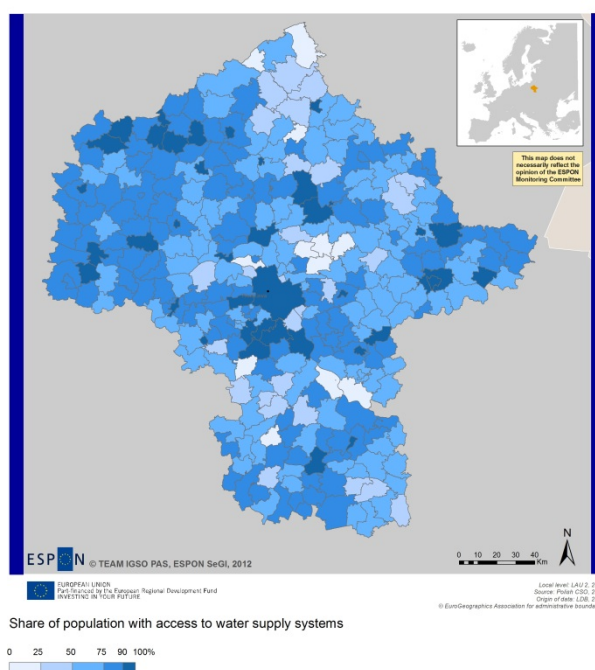 This map does not
necessarily reflect the
opinion of the ESPON
Monitoring Committee
N
0 10 20 30 40
Km
ESPON © TEAM IGSO PAS, ESPON SeGI, 2012
EUROPEAN UNION
Part-financed by the European Regional Development Fund
INVESTING IN YOUR FUTURE
Local level: LAU 2, 2
Source: Polish CSO, 2
Origin of data: LDB, 2
© EuroGeographics Association for administrative bounda
Share of population with access to water supply systems
0 25 50 75 90 100%